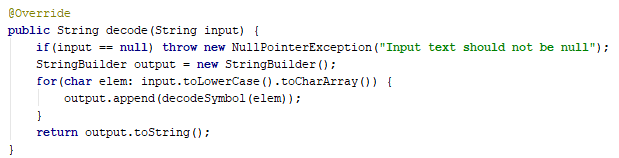 @Override
public String decode(String input) {
    if(input == null) throw new NullPointerException("Input text should not be null");
    StringBuilder output = new StringBuilder();
    for(char elem: input.toLowerCase().toCharArray()) {
        output.append(decodeSymbol(elem));
    }
    return output.toString();
}